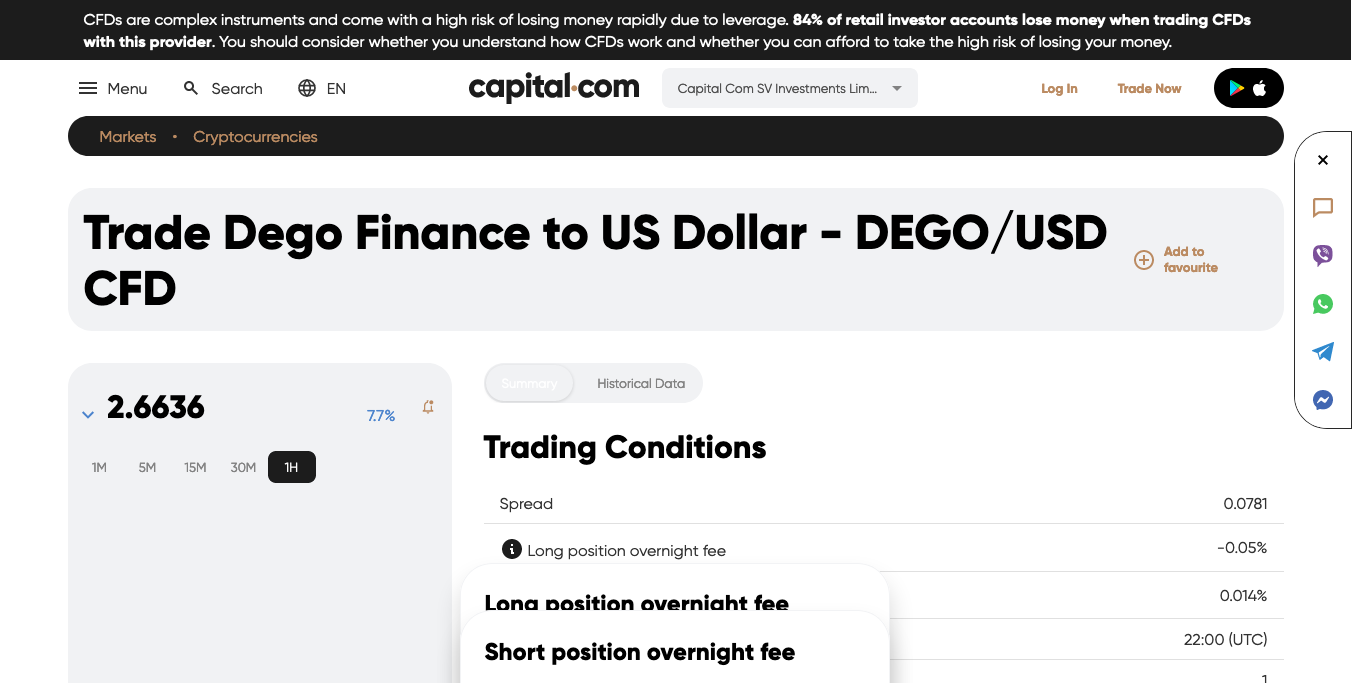 CFDs are complex instruments and come with a high risk of losing money rapidly due to leverage. 84% of retail investor accounts lose money when trading CFDs
with this provider. You should consider whether you understand how CFDs work and whether you can afford to take the high risk of losing your money.
Menu Search EN capital.com Capital Com SV Investments Lim... Log In Trade Now
Markets • Cryptocurrencies
Trade Dego Finance to US Dollar - DEGO/USD
CFD
Add to
favourite
2.6636 7.7%
1M 5M 15M 30M 1H
Summary Historical Data
Trading Conditions
Spread 0.0781
Long position overnight fee -0.05%
Long position overnight fee
0.014%
22:00 (UTC)
Short position overnight fee
1